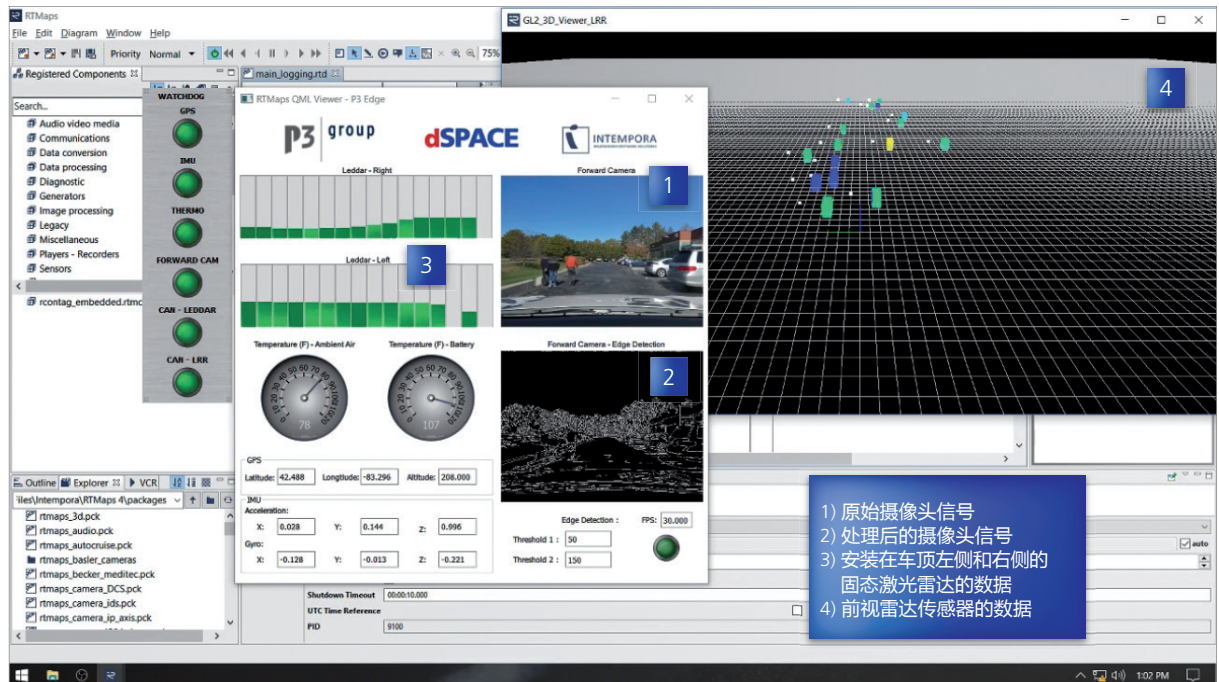 RTMaps
File Edit Diagram Window Help
Priority Normal 75%
Registered Components
main_logging.rtd
Search...
Audio video media
Communications
Data conversion
Data processing
Diagnostic
Generators
Image processing
Legacy
Miscellaneous
Players - Recorders
Sensors
rcontag_embedded.rtmc
WATCHDOG
GPS
IMU
THERMO
FORWARD CAM
CAN - LEDDAR
CAN - LRR
RTMaps QML Viewer - P3 Edge
P3 group
dSPACE
INTEMPORA
Leddar - Right
Forward Camera
1
Leddar - Left
3
Temperature (F) - Ambient Air
Temperature (F) - Battery
78
107
Forward Camera - Edge Detection
2
GPS
Latitude: 42.488 Longtitude: -83.296 Altitude: 208.000
IMU
Acceleration:
X: 0.028 Y: 0.144 Z: 0.996
Gyro:
X: -0.128 Y: -0.013 Z: -0.221
Edge Detection : FPS: 30.000
Threshold 1 : 50
Threshold 2 : 150
GL2_3D_Viewer_LRR
4
Outline Explorer VCR
iles\Intempora\RTMaps 4\packages
rtmaps_3d.pck
rtmaps_audio.pck
rtmaps_autocruise.pck
rtmaps_basler_cameras
rtmaps_becker_meditec.pck
rtmaps_camera_DCS.pck
rtmaps_camera_ids.pck
rtmaps_camera_ip_axis.pck
auto
Shutdown Timeout 00:00:10.000
UTC Time Reference
PID 9100
1) 原始摄像头信号
2) 处理后的摄像头信号
3) 安装在车顶左侧和右侧的
固态激光雷达的数据
4) 前视雷达传感器的数据
1:02 PM